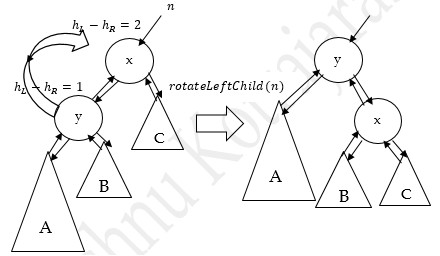 n
h_L − h_R = 2
x
h_L − h_R = 1
y
C
B
A
rotateLeftChild(n)
y
x
A
B
C